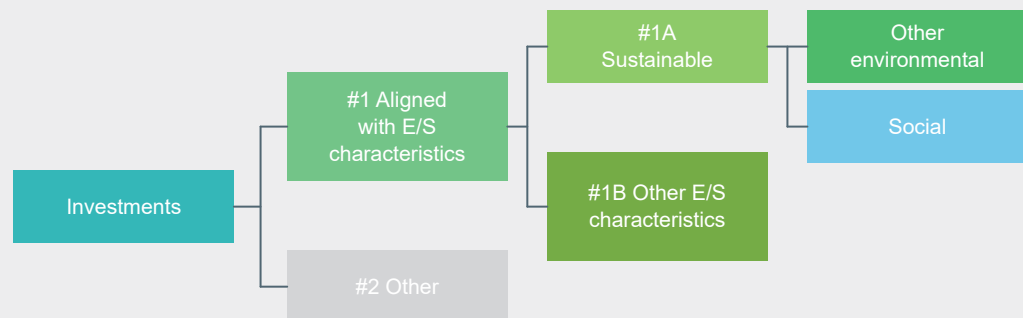 #1A
Sustainable
Other
environmental
#1 Aligned
with E/S
characteristics
Social
Investments
#1B Other E/S
characteristics
#2 Other